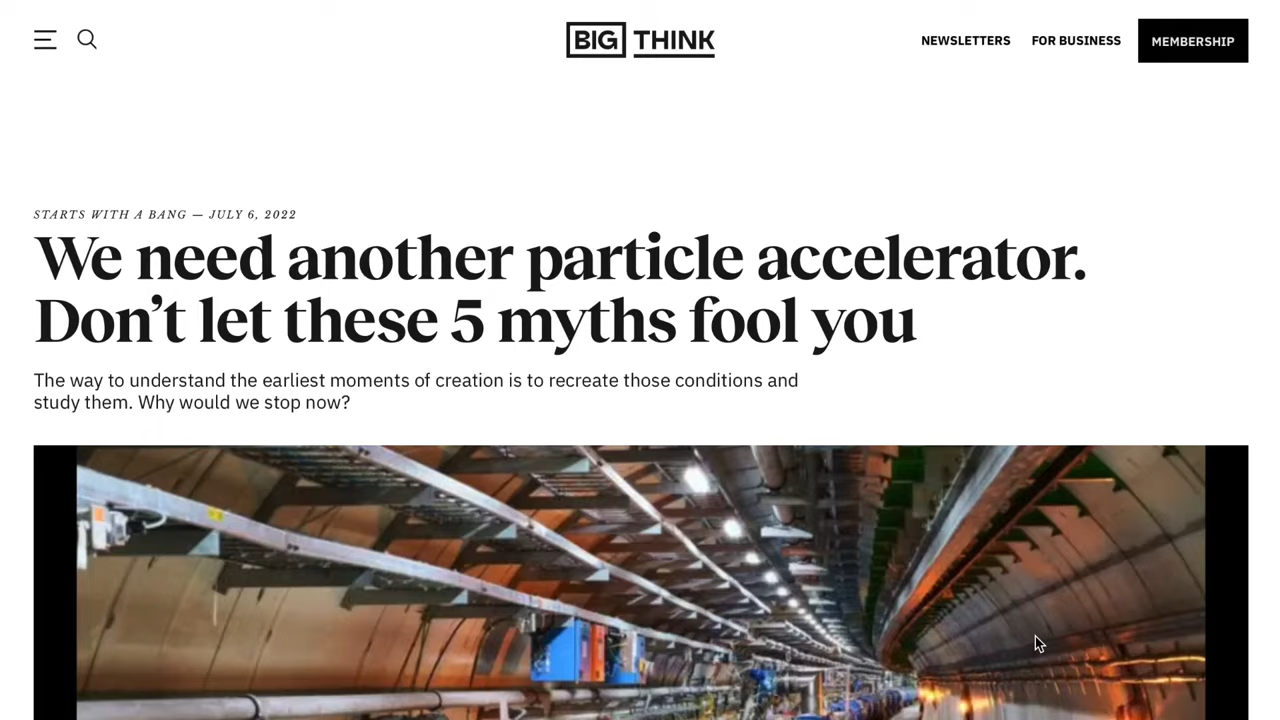 BIG THINK
NEWSLETTERS
FOR BUSINESS
MEMBERSHIP
STARTS WITH A BANG — JULY 6, 2022
We need another particle accelerator.
Don’t let these 5 myths fool you
The way to understand the earliest moments of creation is to recreate those conditions and
study them. Why would we stop now?